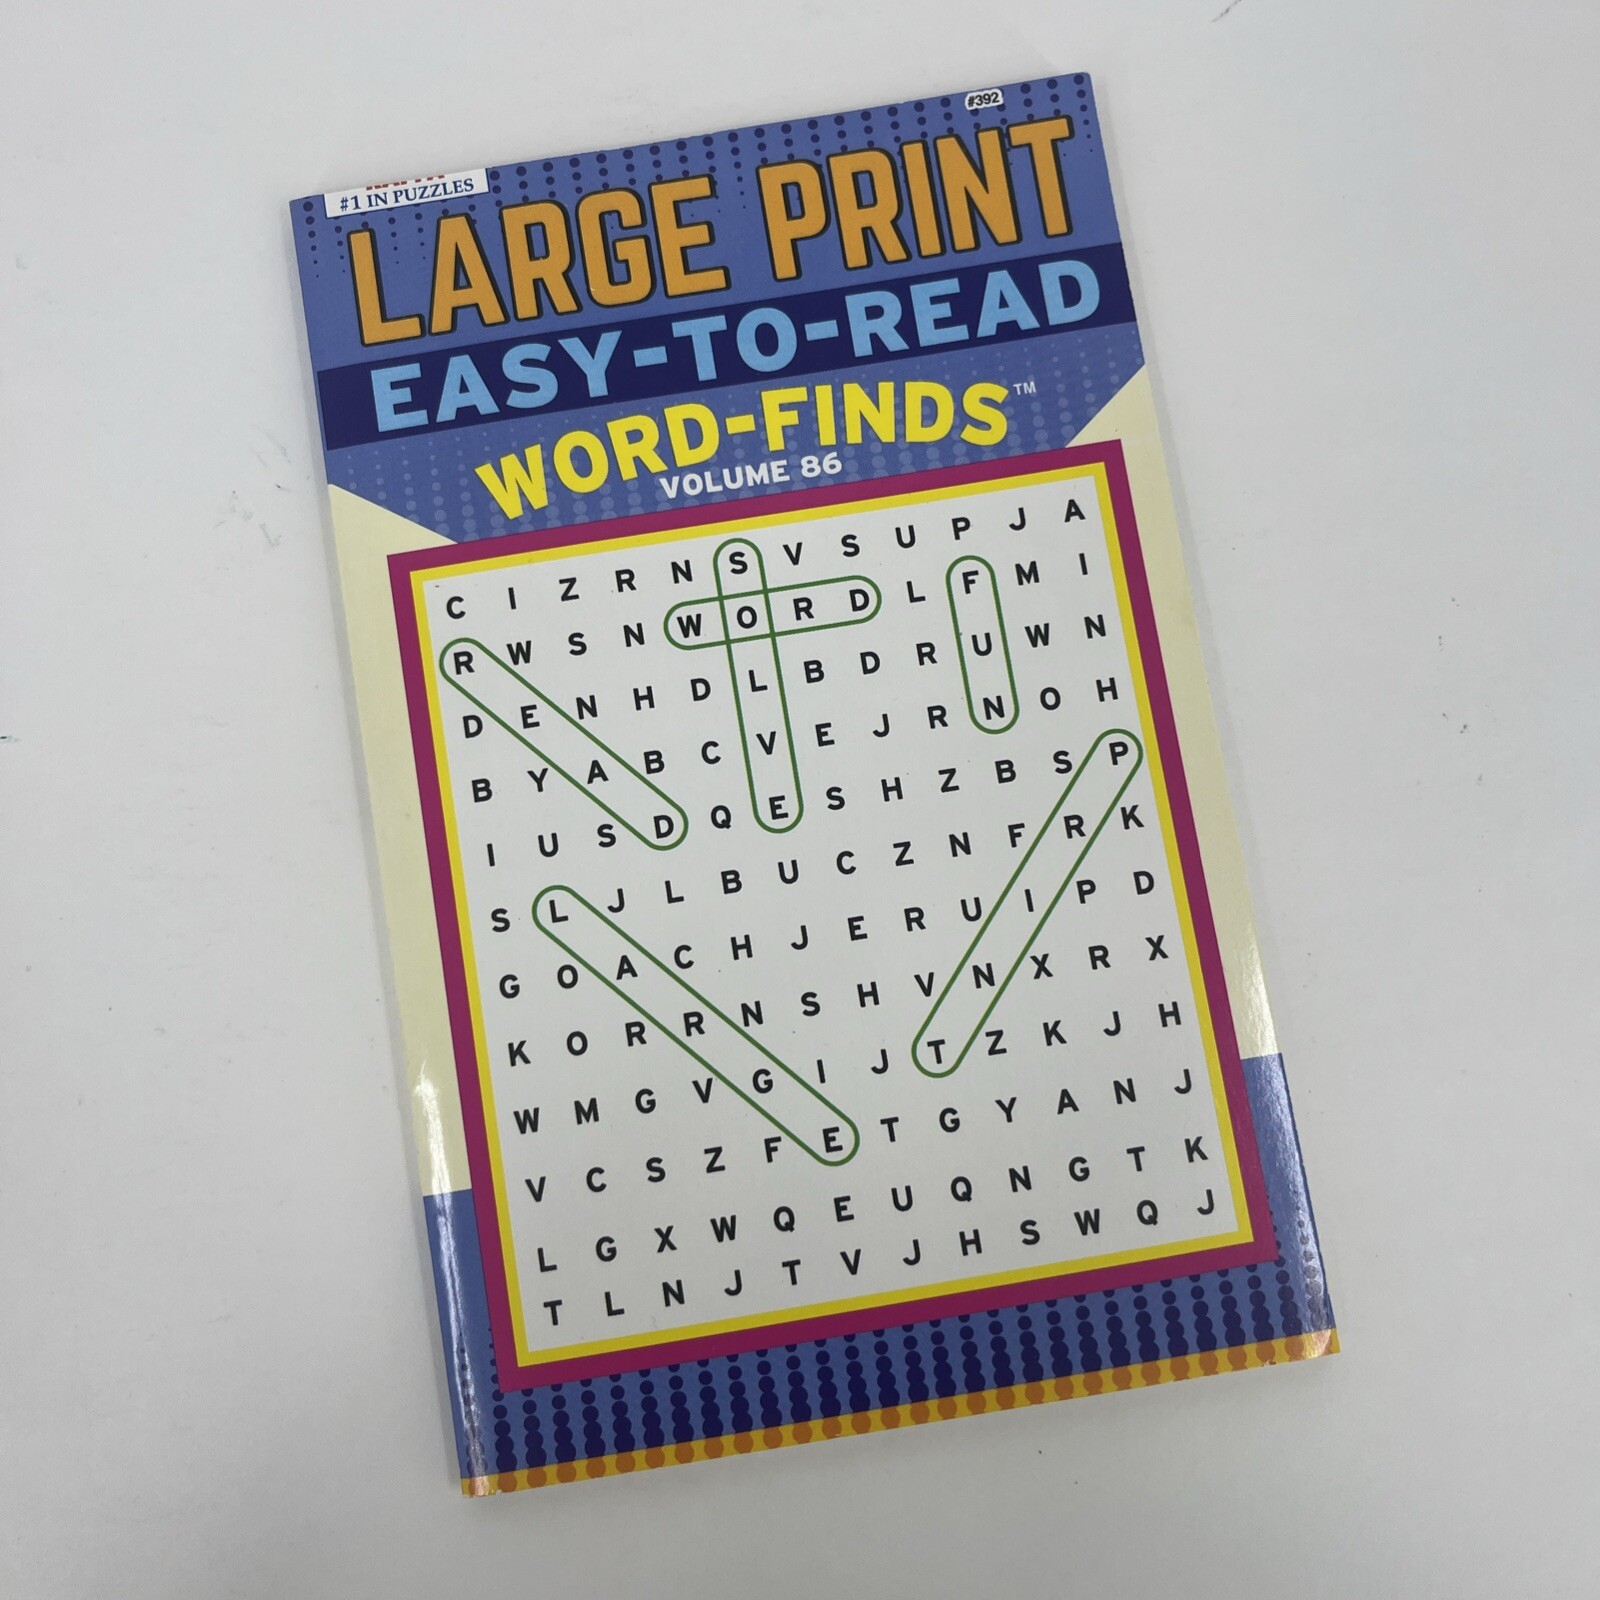 #392
#1 IN PUZZLES
LARGE PRINT
EASY-TO-READ
WORD-FINDS™
VOLUME 86
C I Z R N S V S U P J A
R W S N W O R D L F M I
D E N H D L B D R U W N
B Y A B C V E J R N O H
I U S D Q E S H Z B S P
S L J L B U C Z N F R K
G O A C H J E R U I P D
K O R R N S H V N X R X
W M G V G I J T Z K J H
V C S Z F E T G Y A N J
L G X W Q E U Q N G T K
T L N J T V J H S W Q J